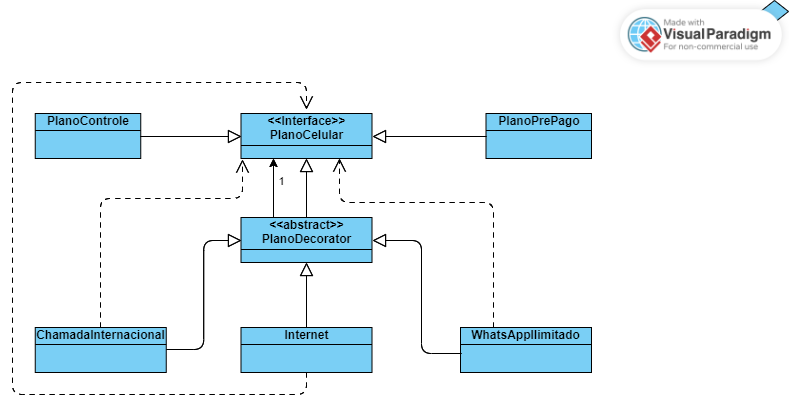 Made with
Visual Paradigm
For non-commercial use
PlanoControle
<<Interface>>
PlanoCelular
PlanoPrePago
1
<<abstract>>
PlanoDecorator
ChamadaInternacional
Internet
WhatsAppIlimitado